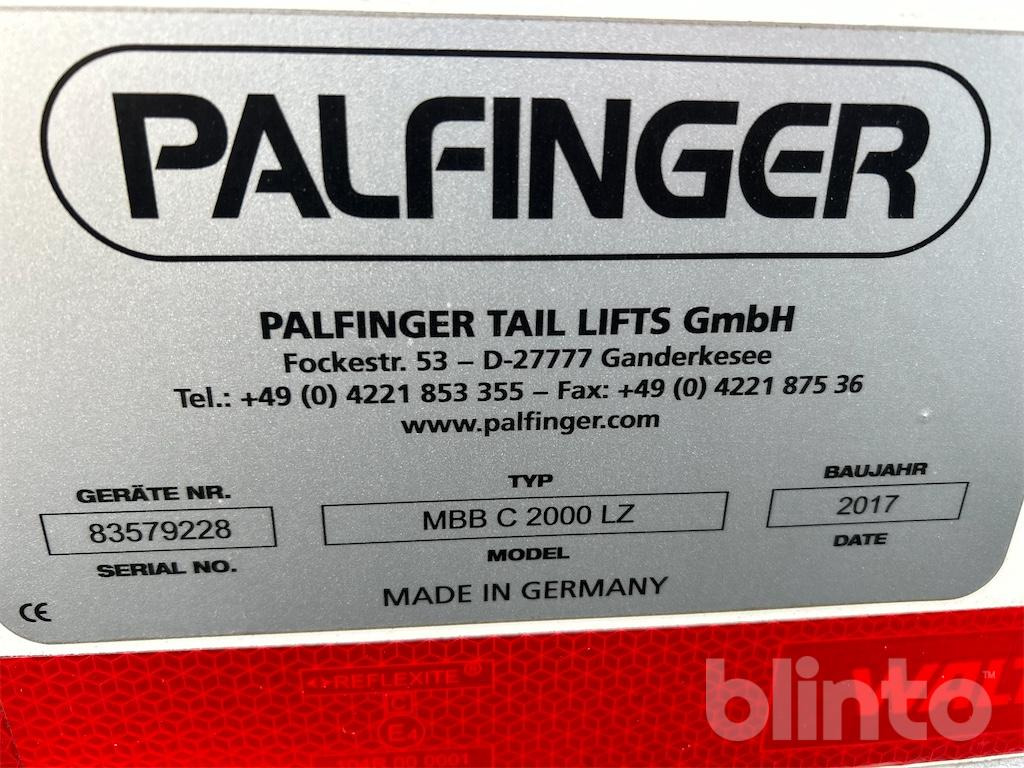 PALFINGER
PALFINGER TAIL LIFTS GmbH
Fockestr. 53 – D-27777 Ganderkesee
Tel.: +49 (0) 4221 853 355 – Fax: +49 (0) 4221 875 36
www.palfinger.com
GERÄTE NR. TYP BAUJAHR
83579228 MBB C 2000 LZ 2017
SERIAL NO. MODEL DATE
MADE IN GERMANY
CE
REFLEXITE®
blinto™